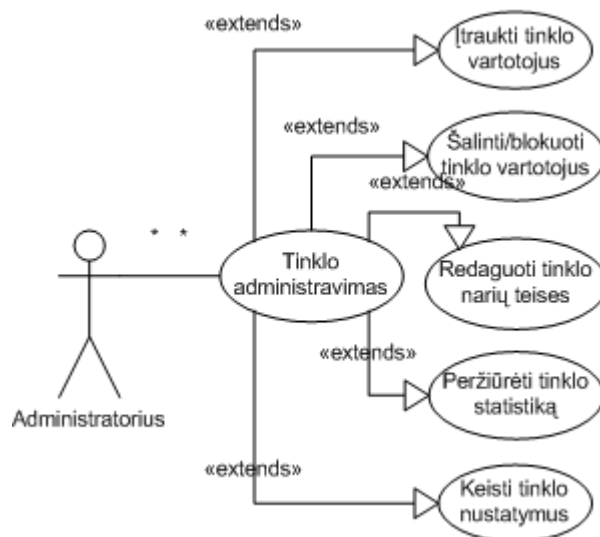 «extends»
Įtraukti tinklo
vartotojus
«extends»
Šalinti/blokuoti
tinklo vartotojus
«extends»
* *
Tinklo
administravimas
Redaguoti tinklo
narių teises
«extends»
Peržiūrėti tinklo
statistiką
Administratorius
«extends»
Keisti tinklo
nustatymus